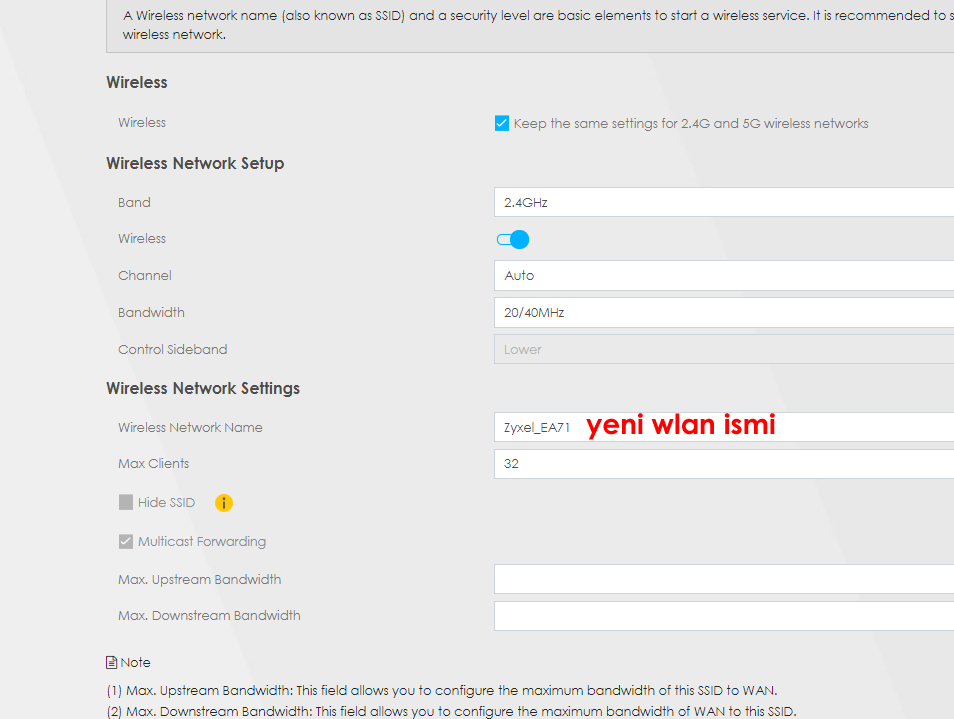 A Wireless network name (also known as SSID) and a security level are basic elements to start a wireless service. It is recommended to s
wireless network.
Wireless
Wireless
Keep the same settings for 2.4G and 5G wireless networks
Wireless Network Setup
Band
2.4GHz
Wireless
Channel
Auto
Bandwidth
20/40MHz
Control Sideband
Lower
Wireless Network Settings
Wireless Network Name
Zyxel_EA71 yeni wlan ismi
Max Clients
32
Hide SSID
Multicast Forwarding
Max. Upstream Bandwidth
Max. Downstream Bandwidth
Note
(1) Max. Upstream Bandwidth: This field allows you to configure the maximum bandwidth of this SSID to WAN.
(2) Max. Downstream Bandwidth: This field allows you to configure the maximum bandwidth of WAN to this SSID.